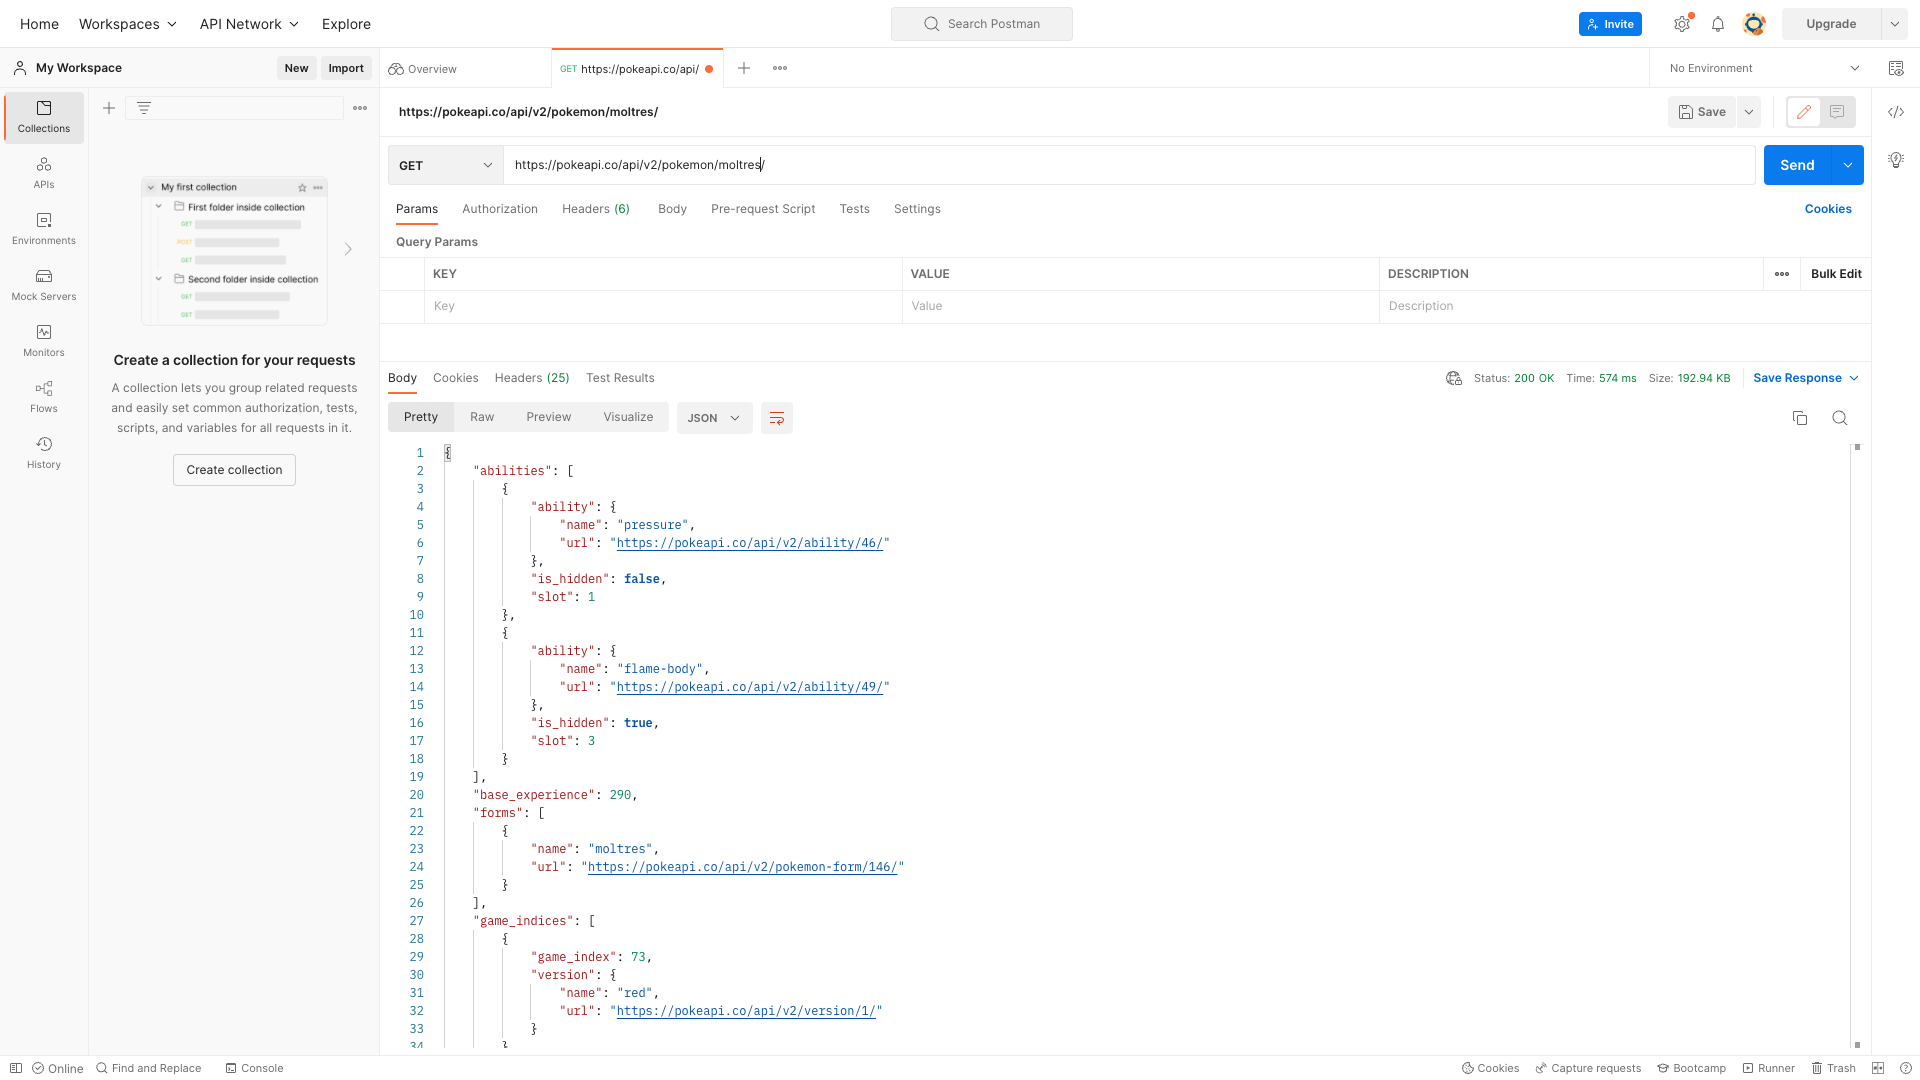 Home Workspaces API Network Explore
Search Postman
Invite
Upgrade
My Workspace
New Import
Overview
GET https://pokeapi.co/api/
No Environment
Collections
APIs
Environments
Mock Servers
Monitors
Flows
History
My first collection
First folder inside collection
GET
POST
GET
Second folder inside collection
GET
GET
Create a collection for your requests
A collection lets you group related requests
and easily set common authorization, tests,
scripts, and variables for all requests in it.
Create collection
https://pokeapi.co/api/v2/pokemon/moltres/
Save
GET https://pokeapi.co/api/v2/pokemon/moltres/
Send
Params Authorization Headers (6) Body Pre-request Script Tests Settings
Cookies
Query Params
KEY VALUE DESCRIPTION Bulk Edit
Key Value Description
Body Cookies Headers (25) Test Results
Status: 200 OK Time: 574 ms Size: 192.94 KB Save Response
Pretty Raw Preview Visualize JSON
1 {
2 "abilities": [
3 {
4 "ability": {
5 "name": "pressure",
6 "url": "https://pokeapi.co/api/v2/ability/46/"
7 },
8 "is_hidden": false,
9 "slot": 1
10 },
11 {
12 "ability": {
13 "name": "flame-body",
14 "url": "https://pokeapi.co/api/v2/ability/49/"
15 },
16 "is_hidden": true,
17 "slot": 3
18 }
19 ],
20 "base_experience": 290,
21 "forms": [
22 {
23 "name": "moltres",
24 "url": "https://pokeapi.co/api/v2/pokemon-form/146/"
25 }
26 ],
27 "game_indices": [
28 {
29 "game_index": 73,
30 "version": {
31 "name": "red",
32 "url": "https://pokeapi.co/api/v2/version/1/"
33 }
34 }
Online Find and Replace Console
Cookies Capture requests Bootcamp Runner Trash